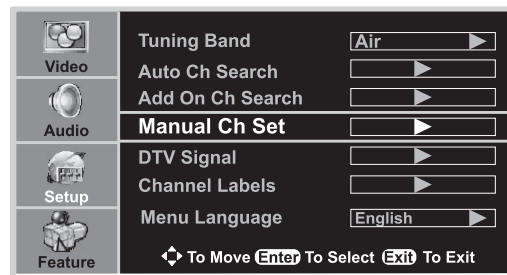 Video
Audio
Setup
Feature
Tuning Band Air
Auto Ch Search
Add On Ch Search
Manual Ch Set
DTV Signal
Channel Labels
Menu Language English
To Move Enter To Select Exit To Exit